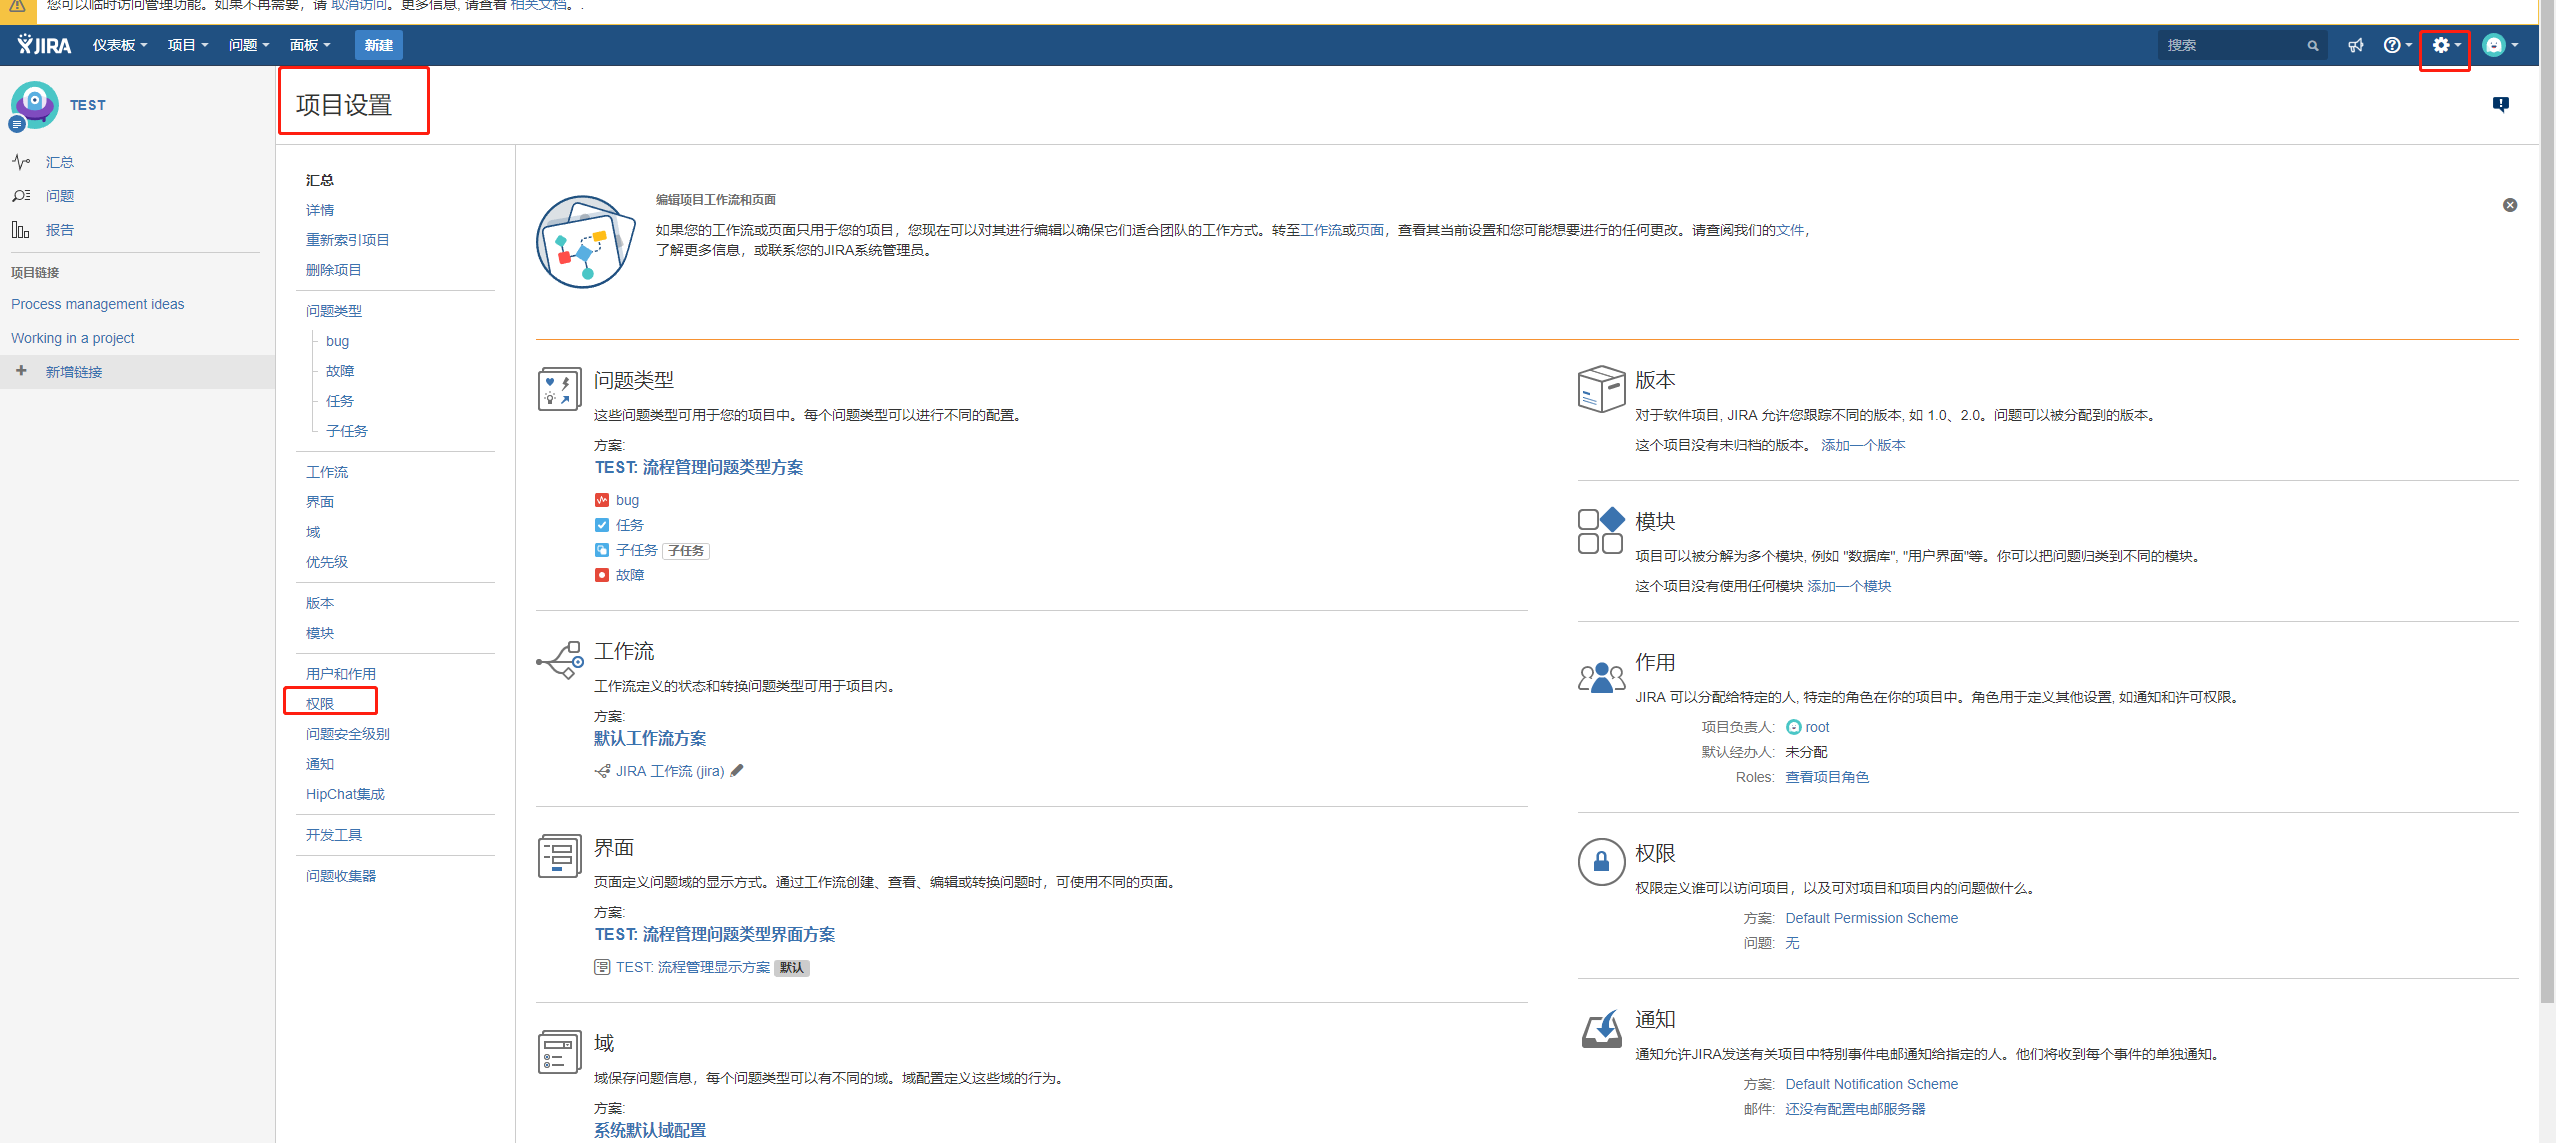 您可以临时访问管理功能。如果不再需要，请 取消访问。更多信息, 请查看 相关文档。.
JIRA 仪表板 项目 问题 面板 新建 搜索
TEST
汇总
问题
报告
项目链接
Process management ideas
Working in a project
新增链接
项目设置
汇总
详情
重新索引项目
删除项目
问题类型
bug
故障
任务
子任务
工作流
界面
域
优先级
版本
模块
用户和作用
权限
问题安全级别
通知
HipChat集成
开发工具
问题收集器
编辑项目工作流和页面
如果您的工作流或页面只用于您的项目，您现在可以对其进行编辑以确保它们适合团队的工作方式。转至工作流或页面，查看其当前设置和您可能想要进行的任何更改。请查阅我们的文件，
了解更多信息，或联系您的JIRA系统管理员。
问题类型
这些问题类型可用于您的项目中。每个问题类型可以进行不同的配置。
方案:
TEST: 流程管理问题类型方案
bug
任务
子任务 子任务
故障
工作流
工作流定义的状态和转换问题类型可用于项目内。
方案:
默认工作流方案
JIRA 工作流 (jira)
界面
页面定义问题域的显示方式。通过工作流创建、查看、编辑或转换问题时，可使用不同的页面。
方案:
TEST: 流程管理问题类型界面方案
TEST: 流程管理显示方案 默认
域
域保存问题信息，每个问题类型可以有不同的域。域配置定义这些域的行为。
方案:
系统默认域配置
版本
对于软件项目, JIRA 允许您跟踪不同的版本, 如 1.0、2.0。问题可以被分配到的版本。
这个项目没有未归档的版本。 添加一个版本
模块
项目可以被分解为多个模块, 例如 "数据库", "用户界面"等。你可以把问题归类到不同的模块。
这个项目没有使用任何模块 添加一个模块
作用
JIRA 可以分配给特定的人, 特定的角色在你的项目中。角色用于定义其他设置, 如通知和许可权限。
项目负责人: root
默认经办人: 未分配
Roles: 查看项目角色
权限
权限定义谁可以访问项目，以及可对项目和项目内的问题做什么。
方案: Default Permission Scheme
问题: 无
通知
通知允许JIRA发送有关项目中特别事件电邮通知给指定的人。他们将收到每个事件的单独通知。
方案: Default Notification Scheme
邮件: 还没有配置电邮服务器